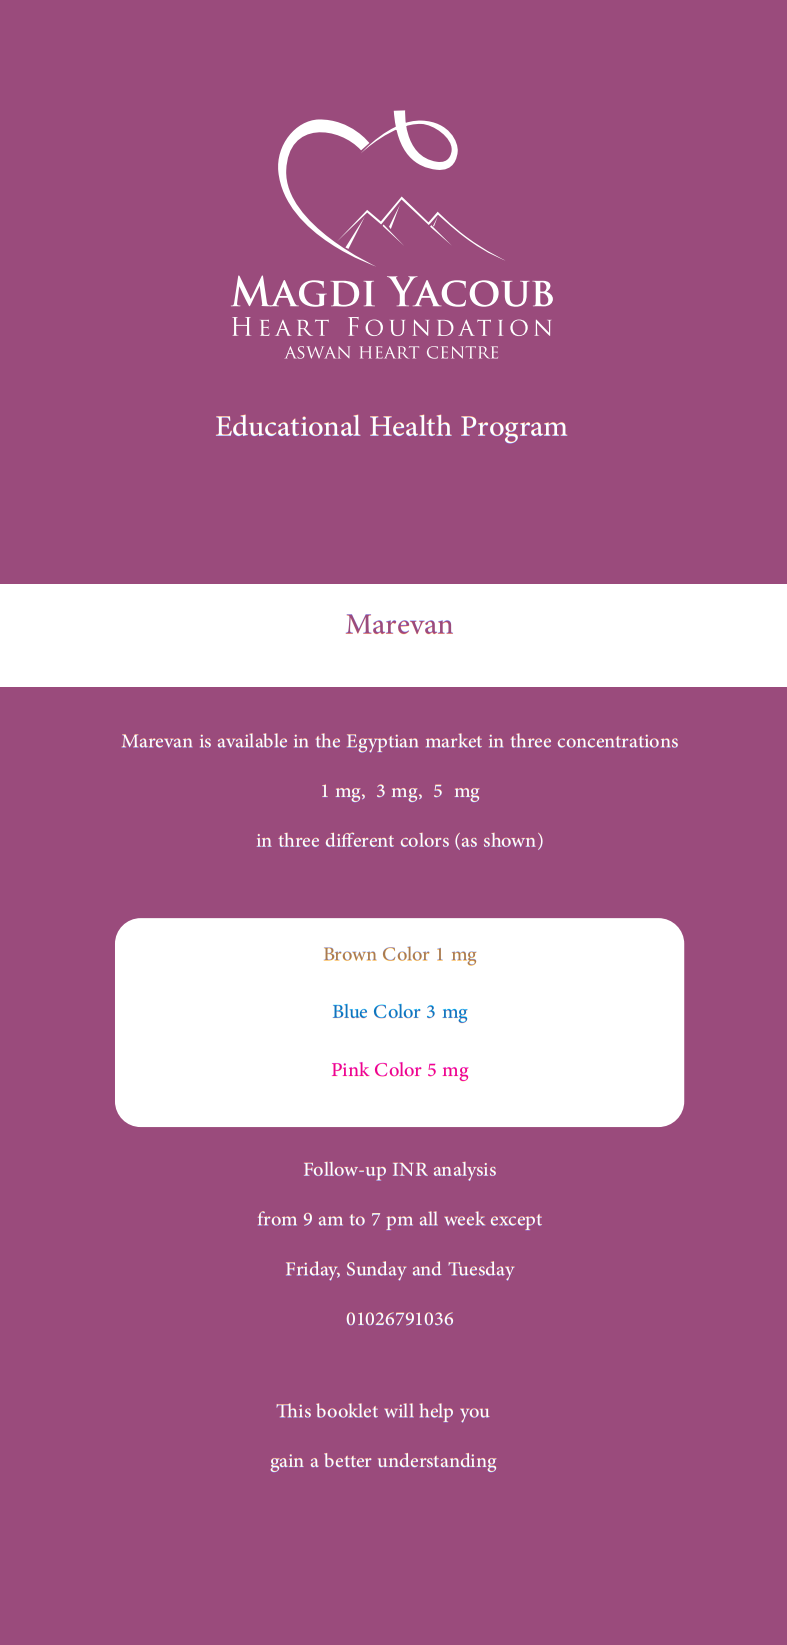 MAGDI YACOUB
HEART FOUNDATION
ASWAN HEART CENTRE
Educational Health Program
Marevan
Marevan is available in the Egyptian market in three concentrations
1 mg, 3 mg, 5 mg
in three different colors (as shown)
Brown Color 1 mg
Blue Color 3 mg
Pink Color 5 mg
Follow-up INR analysis
from 9 am to 7 pm all week except
Friday, Sunday and Tuesday
01026791036
This booklet will help you
gain a better understanding